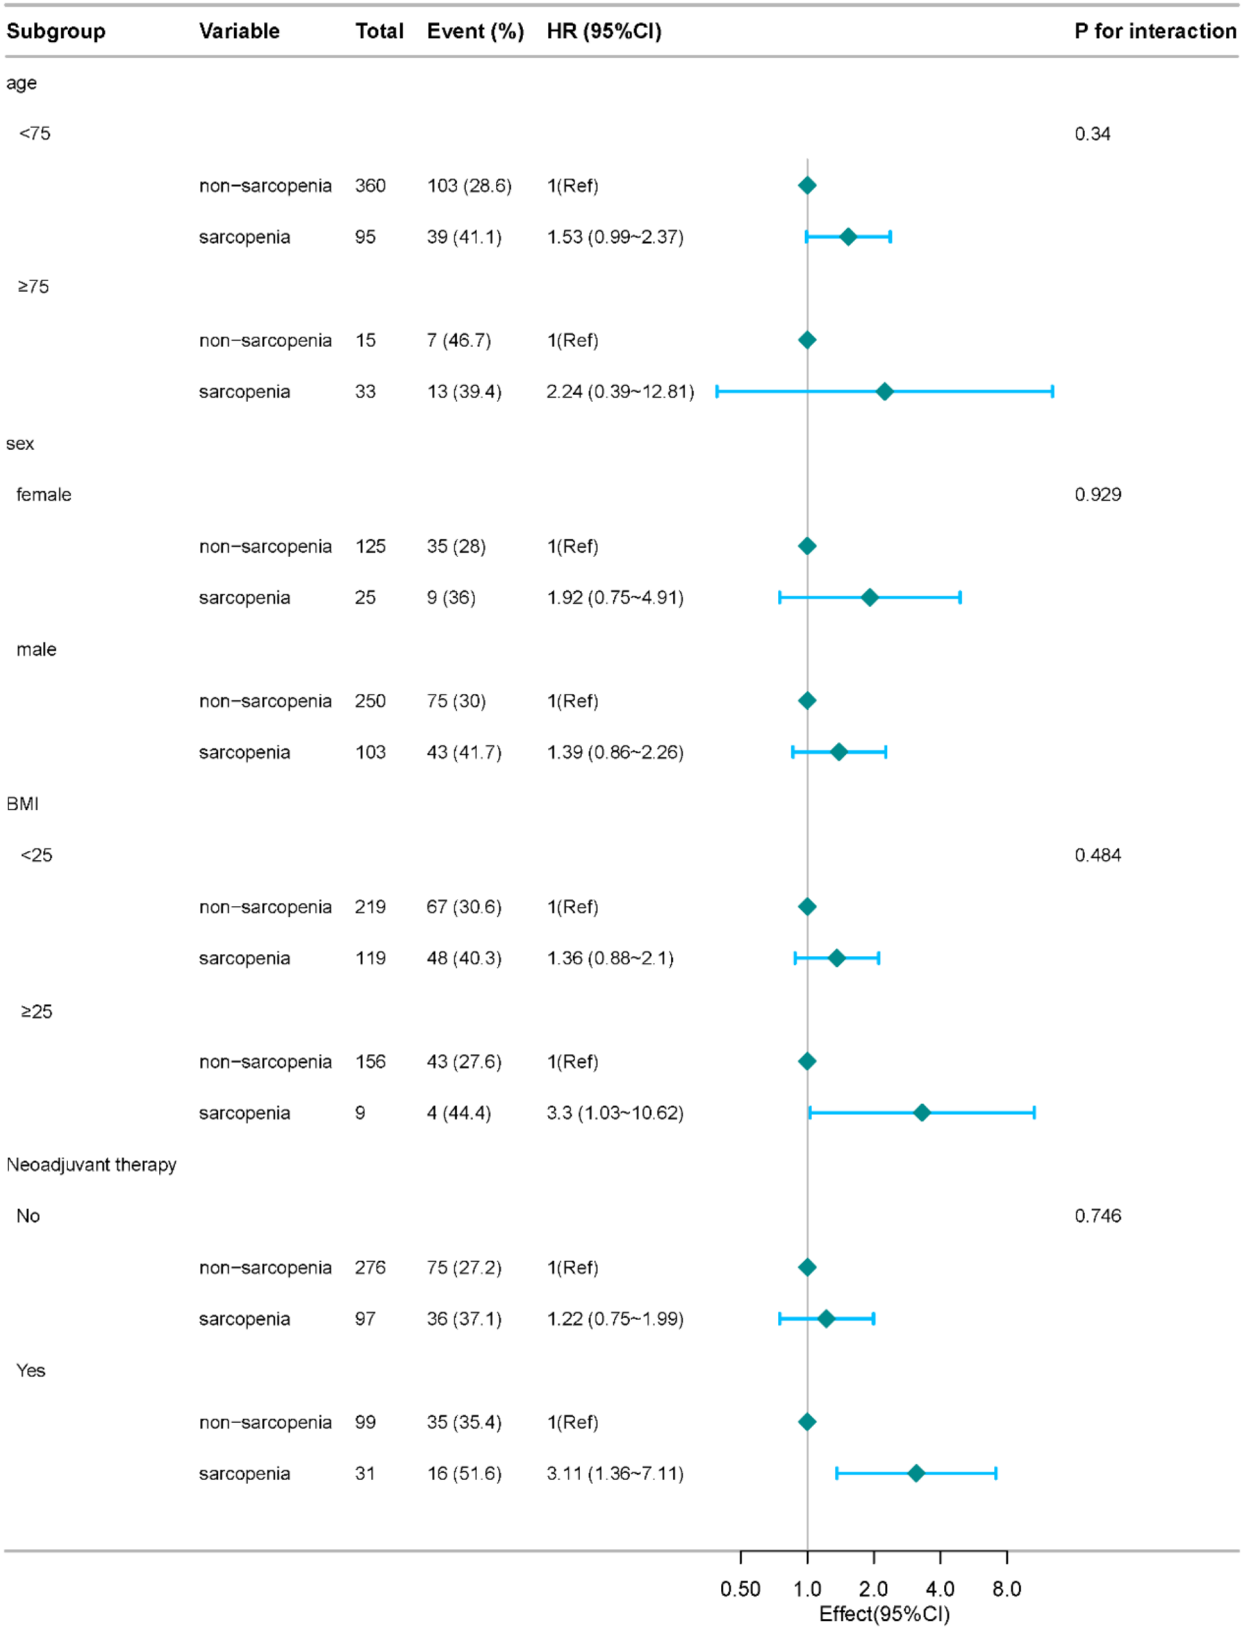 Subgroup Variable Total Event (%) HR (95%CI) P for interaction
age
<75 0.34
non−sarcopenia 360 103 (28.6) 1(Ref)
sarcopenia 95 39 (41.1) 1.53 (0.99~2.37)
≥75
non−sarcopenia 15 7 (46.7) 1(Ref)
sarcopenia 33 13 (39.4) 2.24 (0.39~12.81)
sex
female 0.929
non−sarcopenia 125 35 (28) 1(Ref)
sarcopenia 25 9 (36) 1.92 (0.75~4.91)
male
non−sarcopenia 250 75 (30) 1(Ref)
sarcopenia 103 43 (41.7) 1.39 (0.86~2.26)
BMI
<25 0.484
non−sarcopenia 219 67 (30.6) 1(Ref)
sarcopenia 119 48 (40.3) 1.36 (0.88~2.1)
≥25
non−sarcopenia 156 43 (27.6) 1(Ref)
sarcopenia 9 4 (44.4) 3.3 (1.03~10.62)
Neoadjuvant therapy
No 0.746
non−sarcopenia 276 75 (27.2) 1(Ref)
sarcopenia 97 36 (37.1) 1.22 (0.75~1.99)
Yes
non−sarcopenia 99 35 (35.4) 1(Ref)
sarcopenia 31 16 (51.6) 3.11 (1.36~7.11)
0.50 1.0 2.0 4.0 8.0
Effect(95%CI)